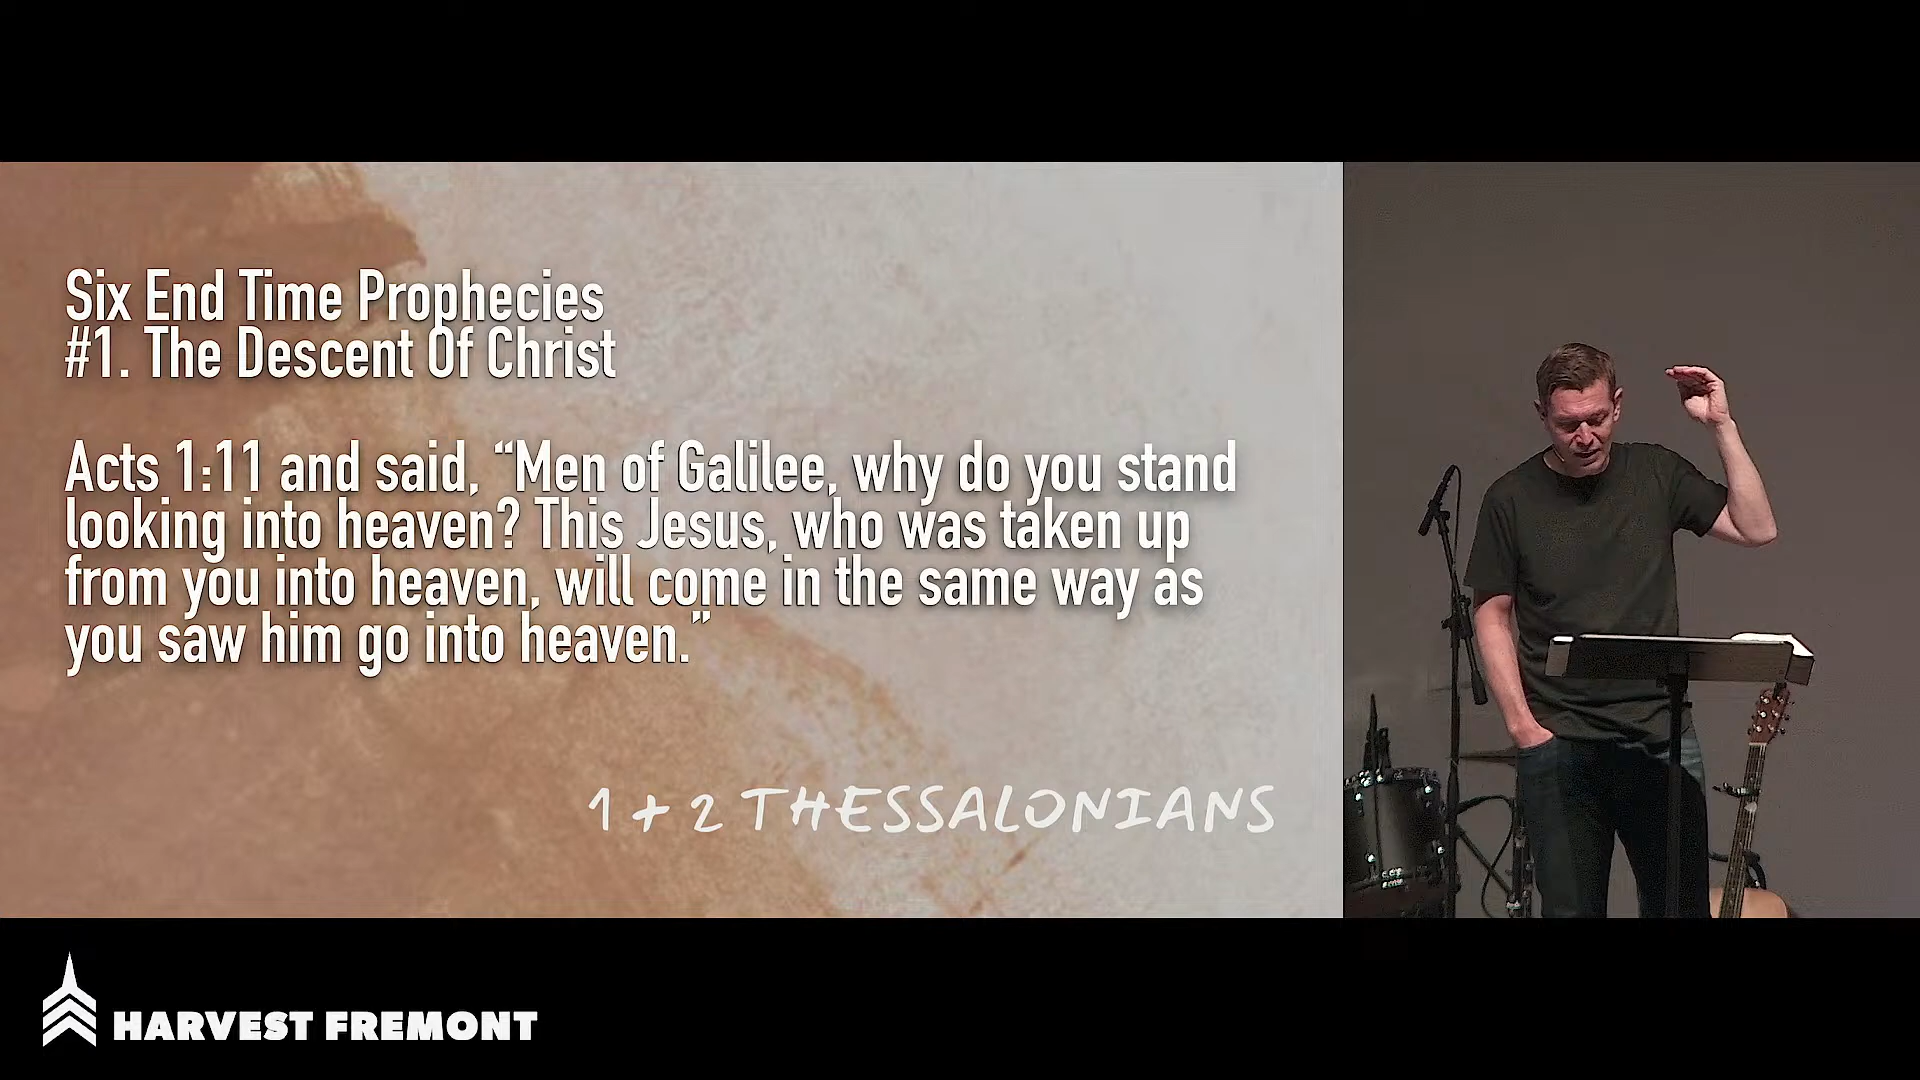 Six End Time Prophecies
#1. The Descent Of Christ
Acts 1:11 and said, “Men of Galilee, why do you stand
looking into heaven? This Jesus, who was taken up
from you into heaven, will come in the same way as
you saw him go into heaven.”
1 + 2 THESSALONIANS
HARVEST FREMONT